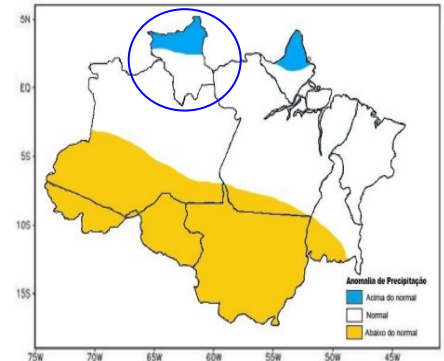 5N
EQ
5S
10S
15S
75W
70W
65W
60W
55W
50W
45W
Anomalia de Precipitação
Acima do normal
Normal
Abaixo do normal